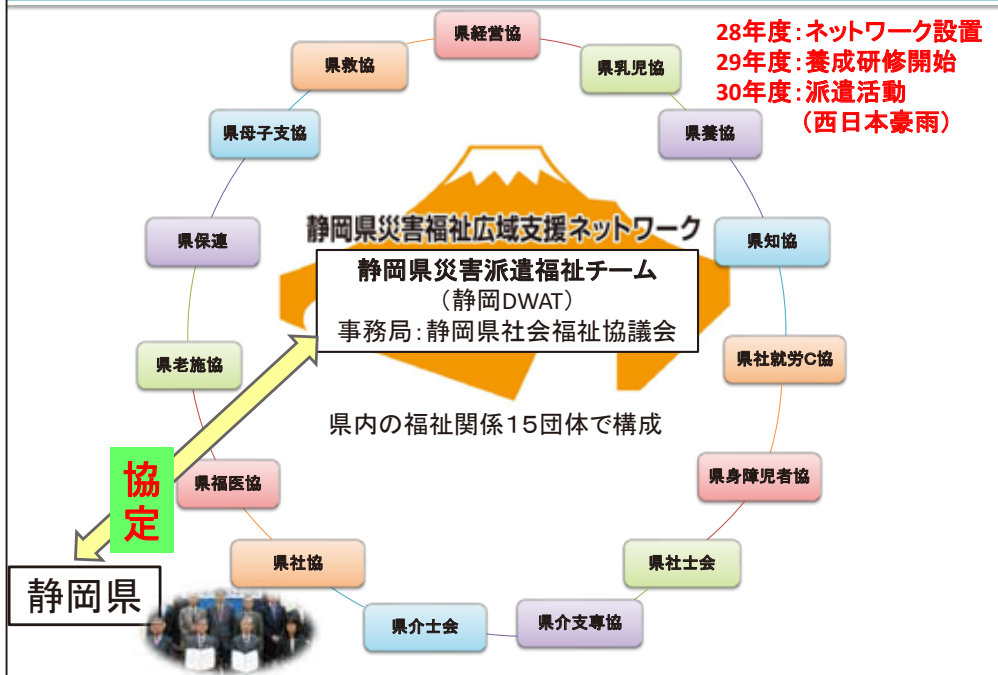 県経営協
県乳児協
県養協
県知協
県社就労C協
県身障児者協
県社士会
県介支専協
県介士会
県社協
県福医協
県老施協
県保連
県母子支協
県救協
28年度：ネットワーク設置
29年度：養成研修開始
30年度：派遣活動
（西日本豪雨）
静岡県災害福祉広域支援ネットワーク
静岡県災害派遣福祉チーム
（静岡DWAT）
事務局：静岡県社会福祉協議会
県内の福祉関係１５団体で構成
協定
静岡県